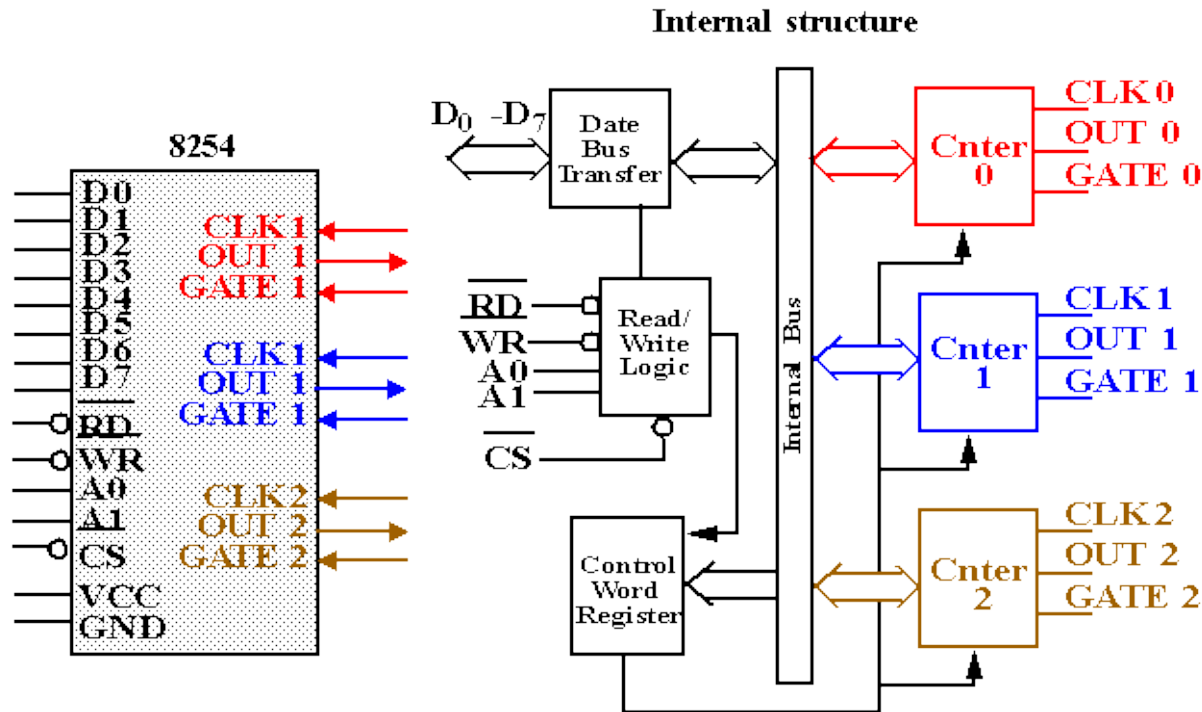 Internal structure
8254
D0
D1
D2
D3
D4
D5
D6
D7
RD
WR
A0
A1
CS
VCC
GND
CLK1
OUT 1
GATE 1
CLK1
OUT 1
GATE 1
CLK2
OUT 2
GATE 2
D0 -D7
Date
Bus
Transfer
RD
WR
A0
A1
CS
Read/
Write
Logic
Control
Word
Register
Internal Bus
Cnter
0
CLK0
OUT 0
GATE 0
Cnter
1
CLK1
OUT 1
GATE 1
Cnter
2
CLK2
OUT 2
GATE 2